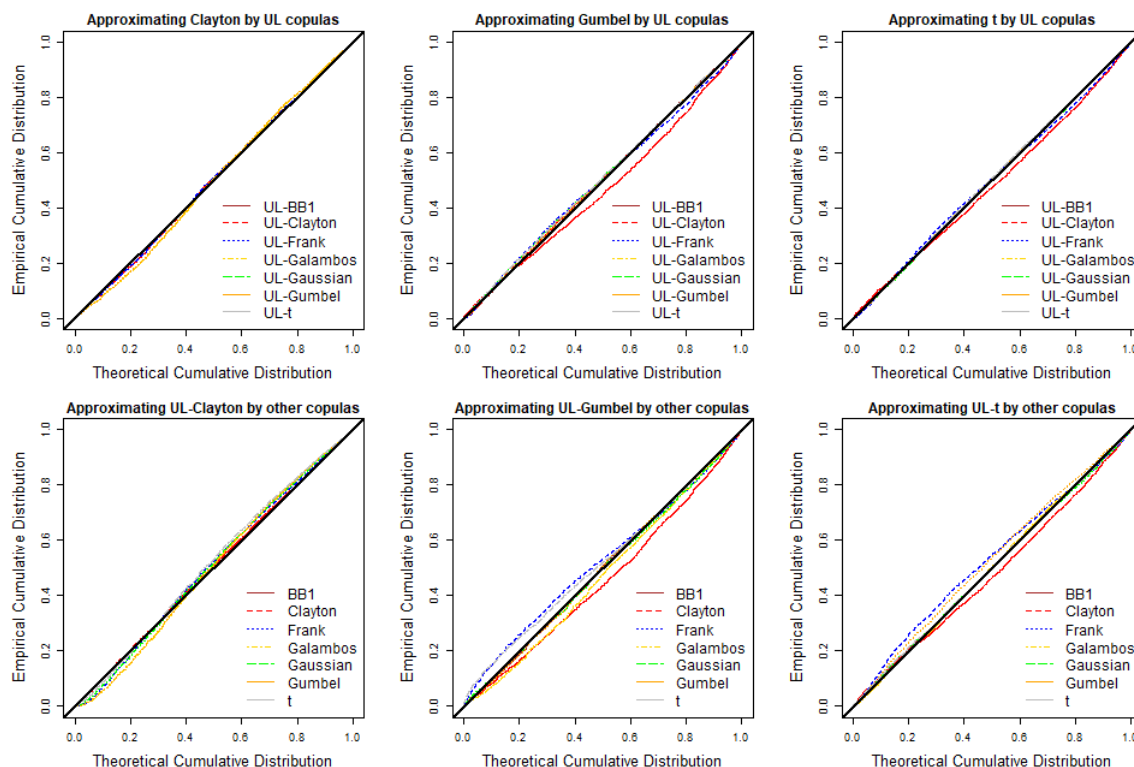 Approximating Clayton by UL copulas
Empirical Cumulative Distribution
1.0
0.8
0.6
0.4
0.2
0.0
UL-BB1
UL-Clayton
UL-Frank
UL-Galambos
UL-Gaussian
UL-Gumbel
UL-t
0.0 0.2 0.4 0.6 0.8 1.0
Theoretical Cumulative Distribution
Approximating Gumbel by UL copulas
Empirical Cumulative Distribution
1.0
0.8
0.6
0.4
0.2
0.0
UL-BB1
UL-Clayton
UL-Frank
UL-Galambos
UL-Gaussian
UL-Gumbel
UL-t
0.0 0.2 0.4 0.6 0.8 1.0
Theoretical Cumulative Distribution
Approximating t by UL copulas
Empirical Cumulative Distribution
1.0
0.8
0.6
0.4
0.2
0.0
UL-BB1
UL-Clayton
UL-Frank
UL-Galambos
UL-Gaussian
UL-Gumbel
UL-t
0.0 0.2 0.4 0.6 0.8 1.0
Theoretical Cumulative Distribution
Approximating UL-Clayton by other copulas
Empirical Cumulative Distribution
1.0
0.8
0.6
0.4
0.2
0.0
BB1
Clayton
Frank
Galambos
Gaussian
Gumbel
t
0.0 0.2 0.4 0.6 0.8 1.0
Theoretical Cumulative Distribution
Approximating UL-Gumbel by other copulas
Empirical Cumulative Distribution
1.0
0.8
0.6
0.4
0.2
0.0
BB1
Clayton
Frank
Galambos
Gaussian
Gumbel
t
0.0 0.2 0.4 0.6 0.8 1.0
Theoretical Cumulative Distribution
Approximating UL-t by other copulas
Empirical Cumulative Distribution
1.0
0.8
0.6
0.4
0.2
0.0
BB1
Clayton
Frank
Galambos
Gaussian
Gumbel
t
0.0 0.2 0.4 0.6 0.8 1.0
Theoretical Cumulative Distribution